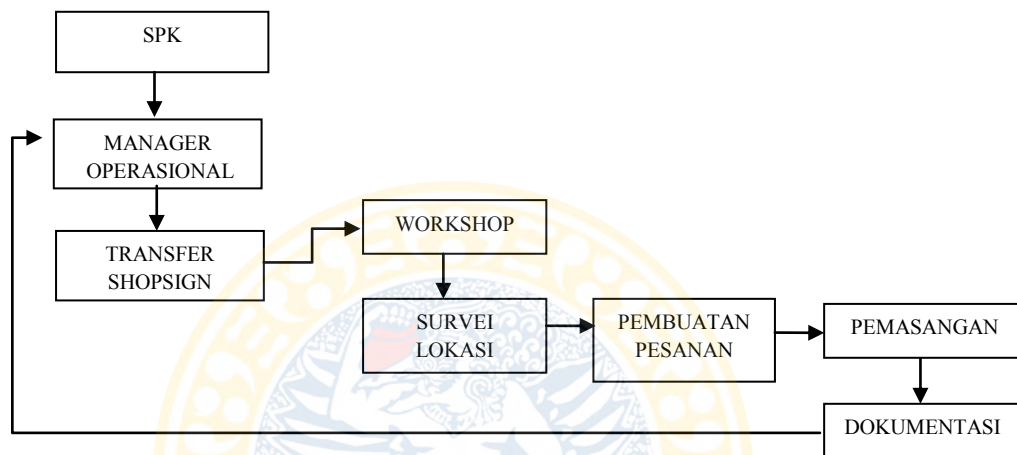 SPK
MANAGER
OPERASIONAL
TRANSFER
SHOPSIGN
WORKSHOP
SURVEI
LOKASI
PEMBUATAN
PESANAN
PEMASANGAN
DOKUMENTASI